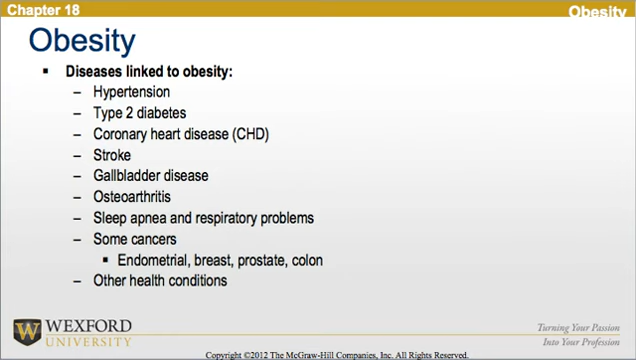 Chapter 18
Obesity
Obesity
▪ Diseases linked to obesity:
– Hypertension
– Type 2 diabetes
– Coronary heart disease (CHD)
– Stroke
– Gallbladder disease
– Osteoarthritis
– Sleep apnea and respiratory problems
– Some cancers
▪ Endometrial, breast, prostate, colon
– Other health conditions
W WEXFORD
UNIVERSITY
Turning Your Passion
Into Your Profession
Copyright ©2012 The McGraw-Hill Companies, Inc. All Rights Reserved.